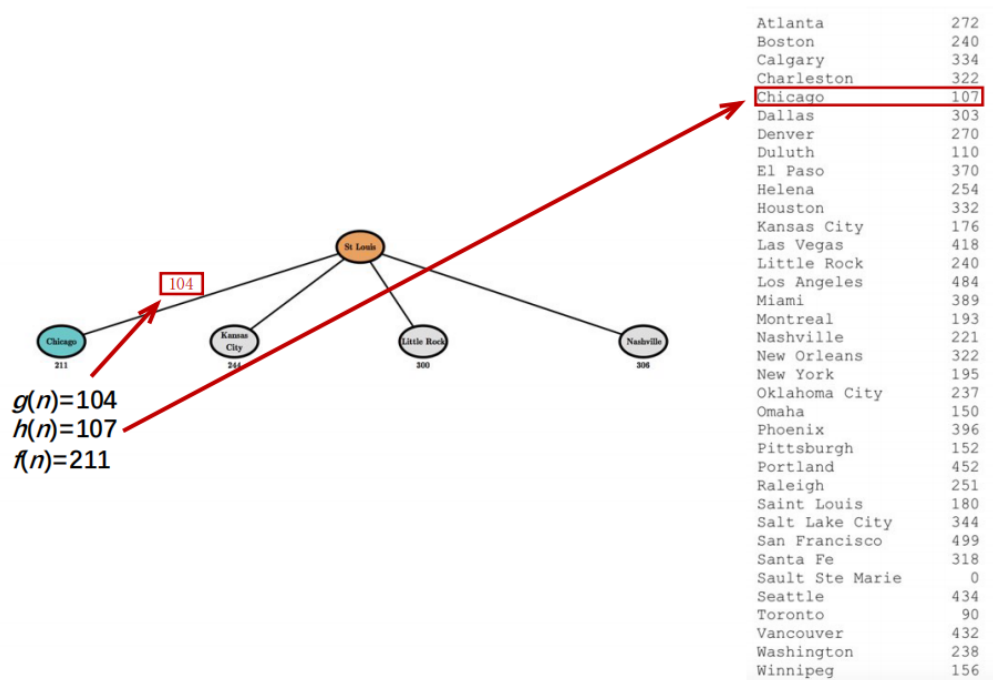 St Louis
104
Chicago
211
Kansas
City
244
Little Rock
300
Nashville
306
g(n)=104
h(n)=107
f(n)=211
Atlanta 272
Boston 240
Calgary 334
Charleston 322
Chicago 107
Dallas 303
Denver 270
Duluth 110
El Paso 370
Helena 254
Houston 332
Kansas City 176
Las Vegas 418
Little Rock 240
Los Angeles 484
Miami 389
Montreal 193
Nashville 221
New Orleans 322
New York 195
Oklahoma City 237
Omaha 150
Phoenix 396
Pittsburgh 152
Portland 452
Raleigh 251
Saint Louis 180
Salt Lake City 344
San Francisco 499
Santa Fe 318
Sault Ste Marie 0
Seattle 434
Toronto 90
Vancouver 432
Washington 238
Winnipeg 156